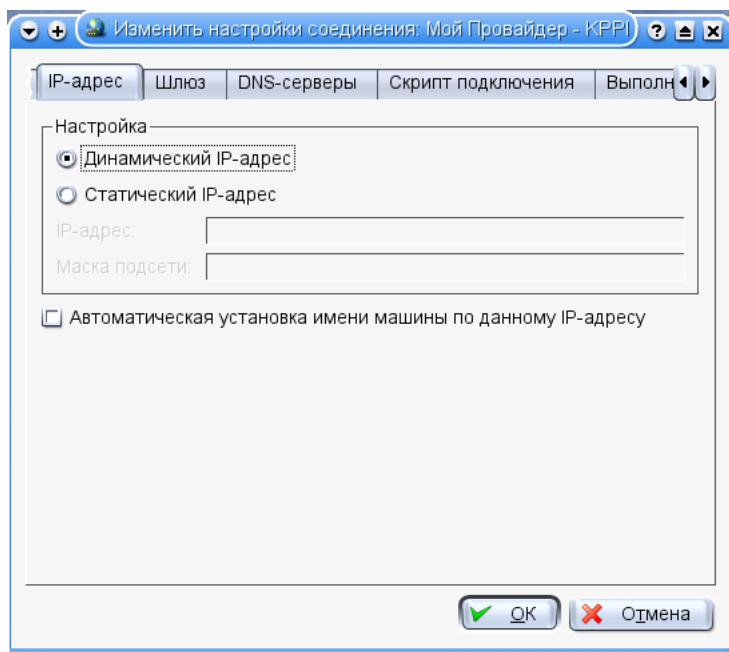 Изменить настройки соединения: Мой Провайдер - KPPI
IP-адрес Шлюз DNS-серверы Скрипт подключения Выполн
Настройка
Динамический IP-адрес
Статический IP-адрес
IP-адрес:
Маска подсети:
Автоматическая установка имени машины по данному IP-адресу
OK Отмена